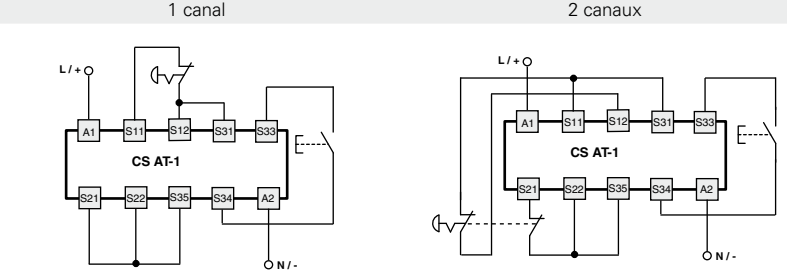 1 canal 2 canaux
L / + L / +
A1 S11 S12 S31 S33 A1 S11 S12 S31 S33
CS AT-1 CS AT-1
S21 S22 S35 S34 A2 S21 S22 S35 S34 A2
N / - N / -